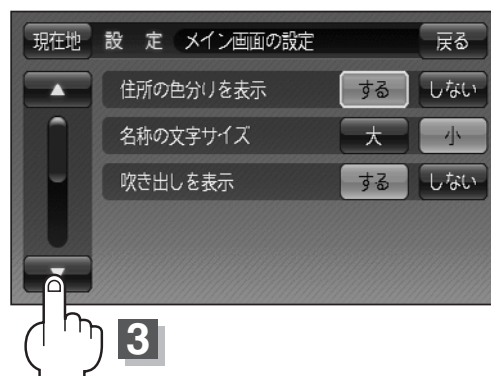 現在地 設 定 メイン画面の設定 戻る
▲
住所の色分りを表示 する しない
名称の文字サイズ 大 小
吹き出しを表示 する しない
▼
3